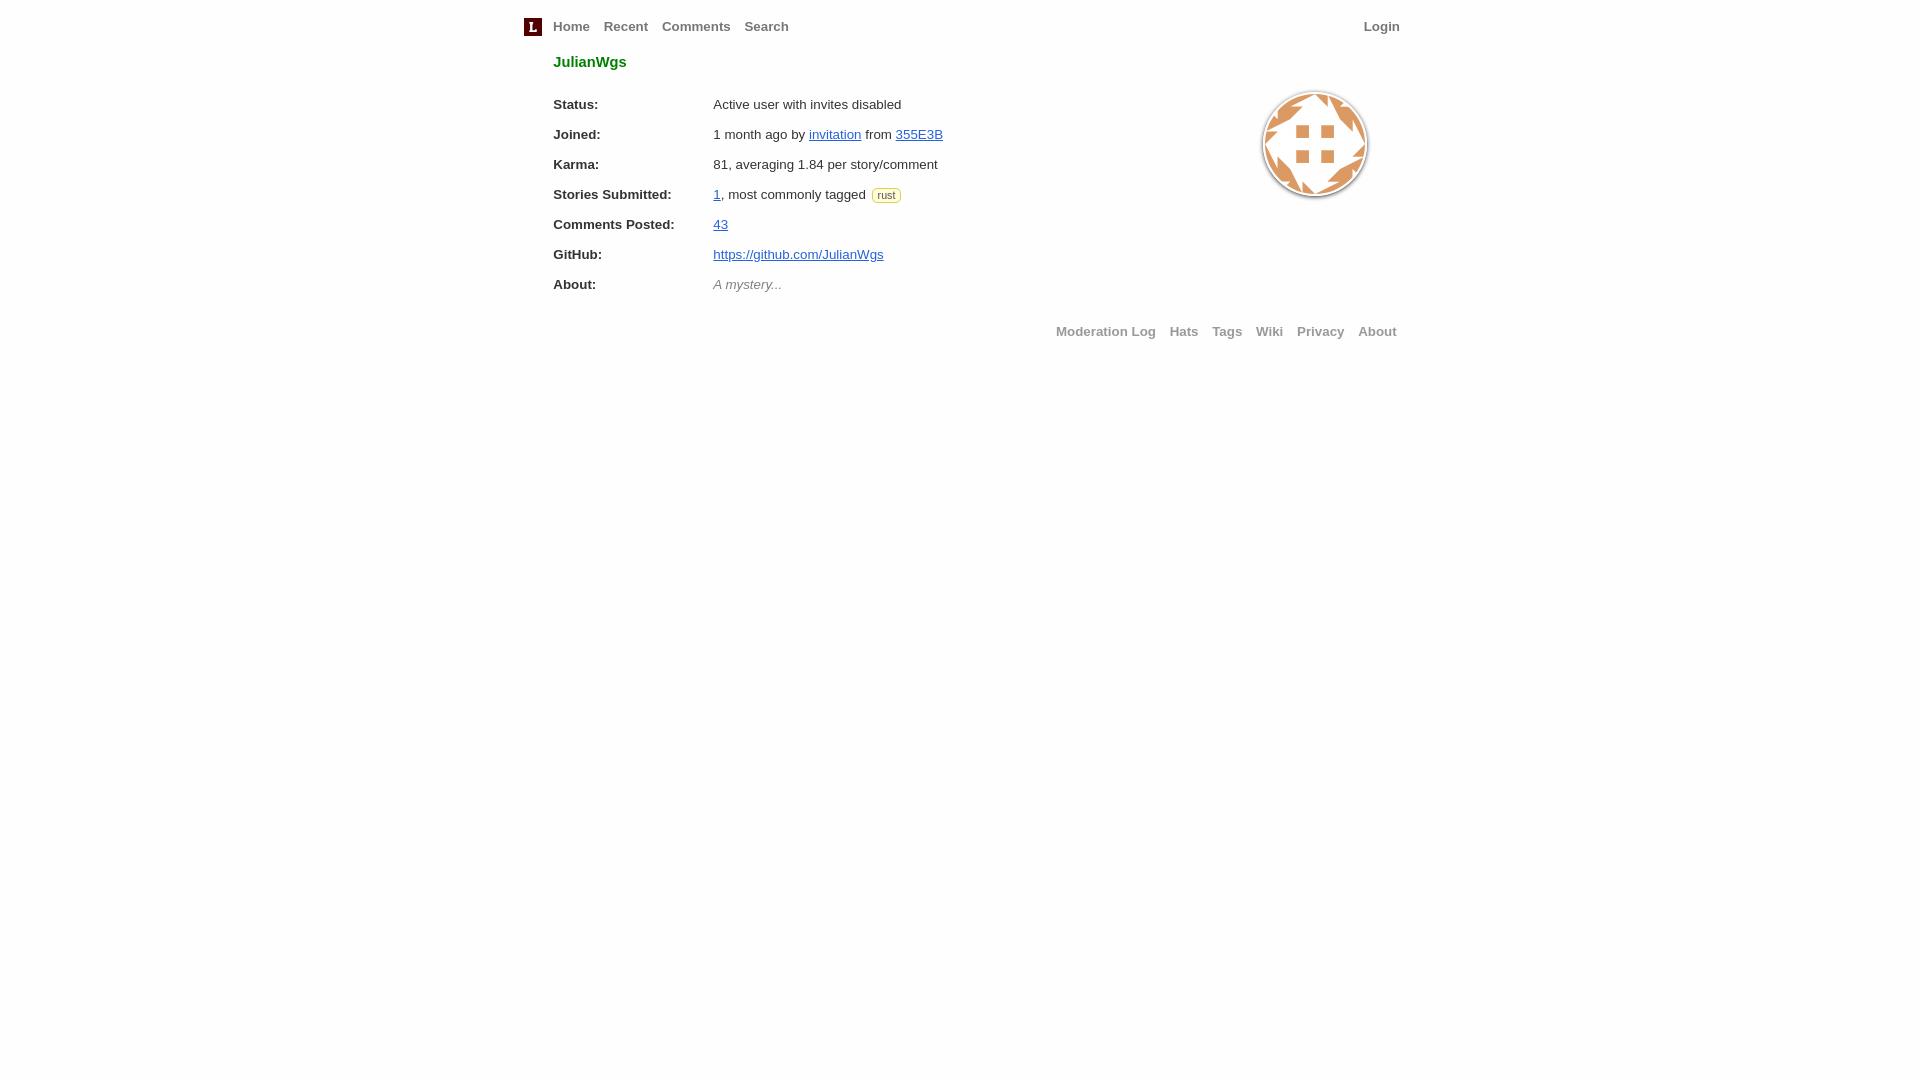 L Home Recent Comments Search Login
JulianWgs
Status: Active user with invites disabled
Joined: 1 month ago by invitation from 355E3B
Karma: 81, averaging 1.84 per story/comment
Stories Submitted: 1, most commonly tagged rust
Comments Posted: 43
GitHub: https://github.com/JulianWgs
About: A mystery...
Moderation Log Hats Tags Wiki Privacy About